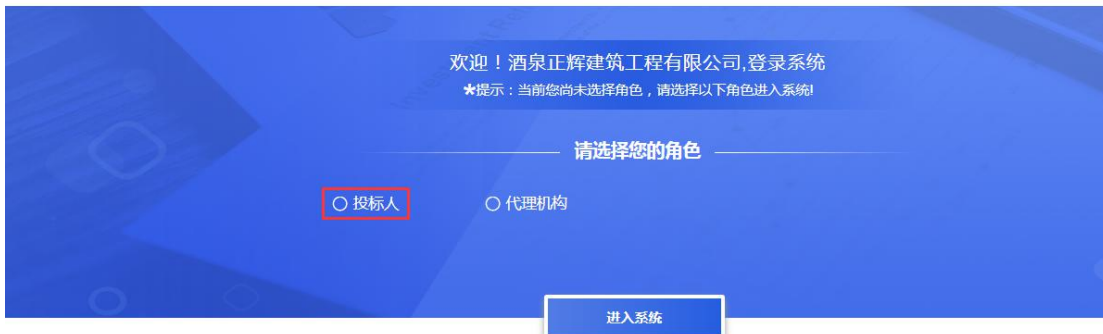 欢迎！酒泉正辉建筑工程有限公司,登录系统
*提示：当前您尚未选择角色，请选择以下角色进入系统!
请选择您的角色
投标人
代理机构
进入系统